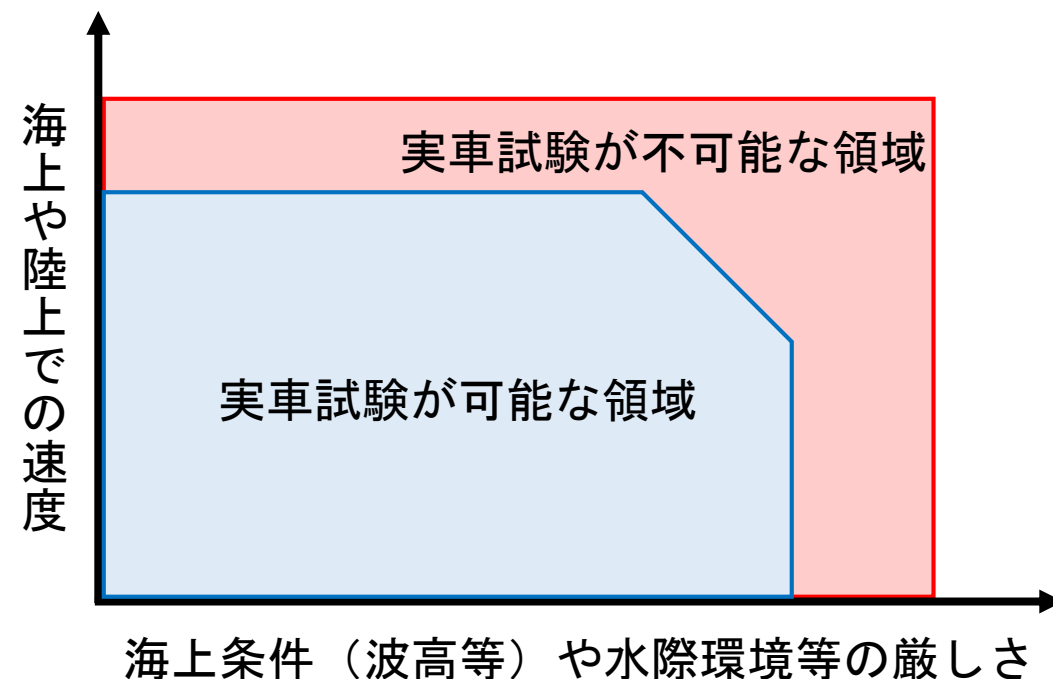 海上や陸上での速度
実車試験が不可能な領域
実車試験が可能な領域
海上条件（波高等）や水際環境等の厳しさ